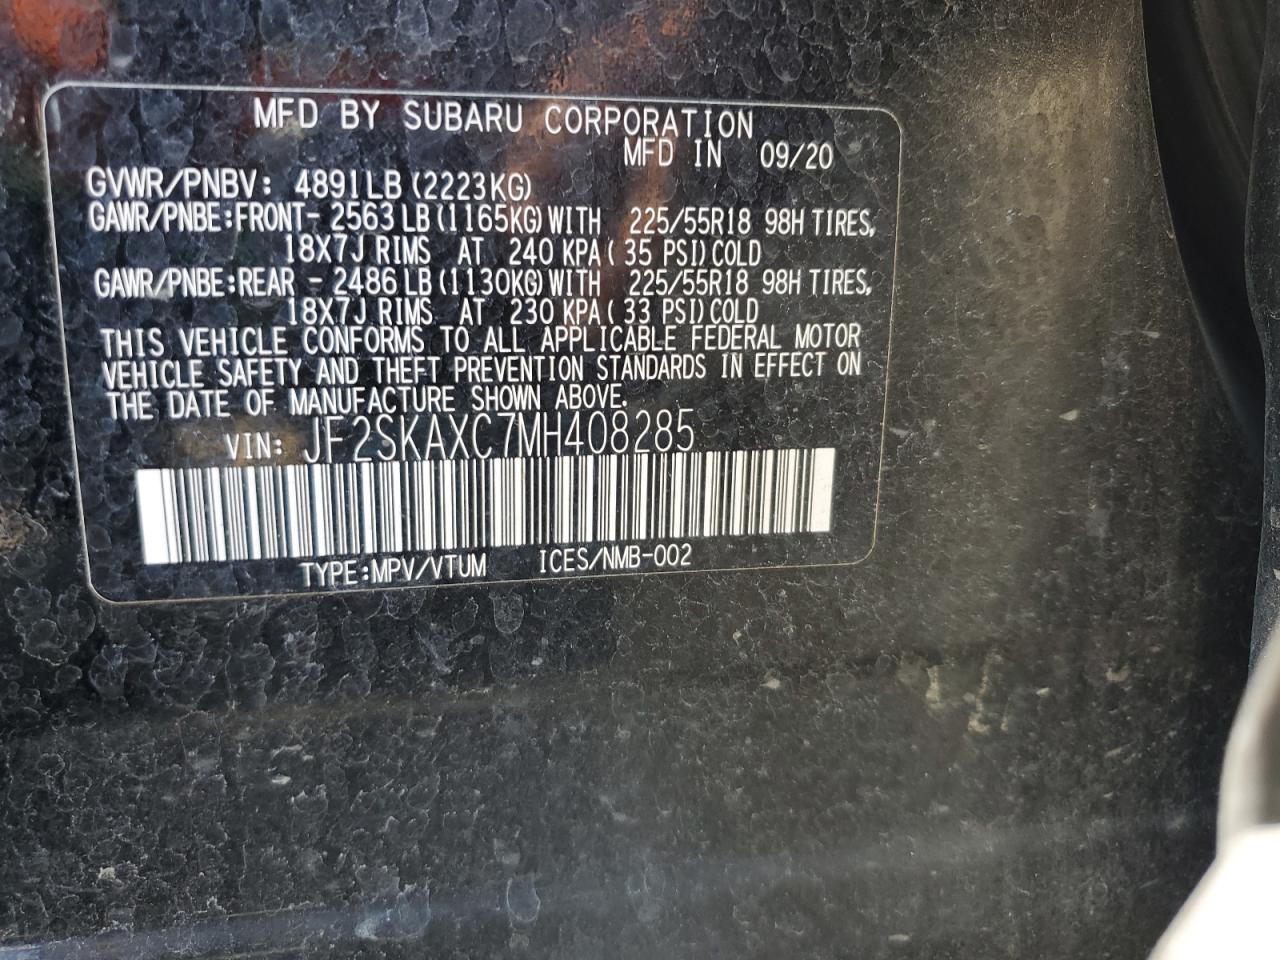 MFD BY SUBARU CORPORATION
MFD IN 09/20
GVWR/PNBV: 4891LB (2223KG)
GAWR/PNBE:FRONT- 2563 LB (1165KG) WITH 225/55R18 98H TIRES,
18X7J RIMS AT 240 KPA ( 35 PSI) COLD
GAWR/PNBE:REAR - 2486 LB (1130KG) WITH 225/55R18 98H TIRES,
18X7J RIMS AT 230 KPA ( 33 PSI) COLD
THIS VEHICLE CONFORMS TO ALL APPLICABLE FEDERAL MOTOR
VEHICLE SAFETY AND THEFT PREVENTION STANDARDS IN EFFECT ON
THE DATE OF MANUFACTURE SHOWN ABOVE.
VIN: JF2SKAXC7MH408285
TYPE:MPV/VTUM ICES/NMB-002